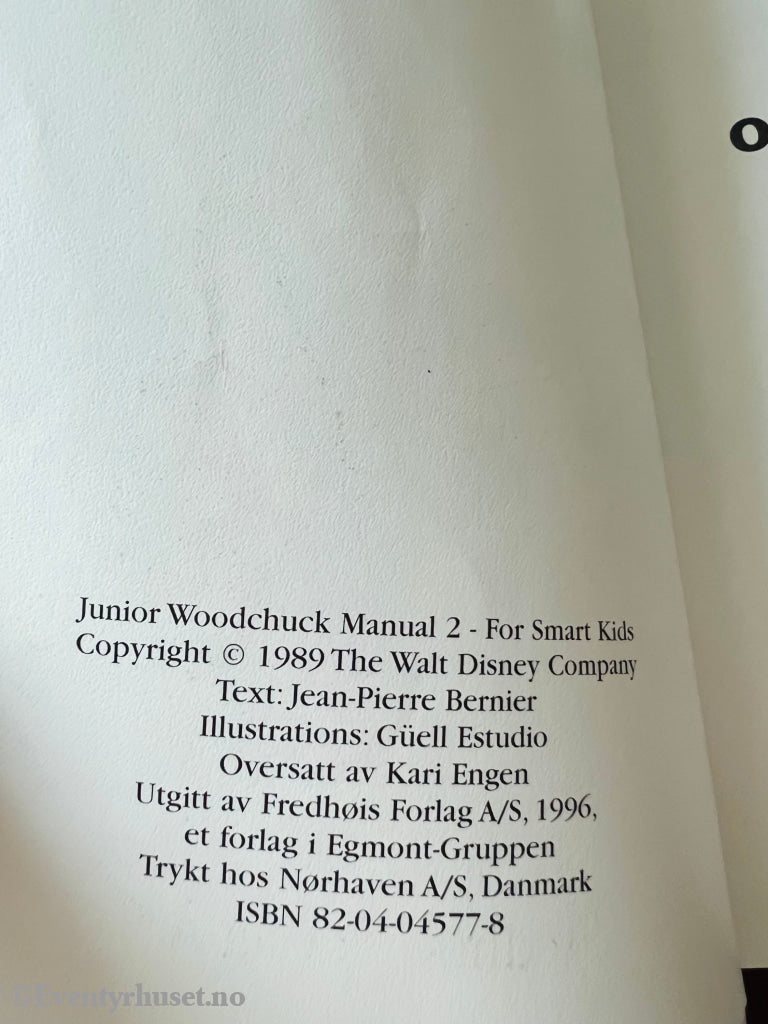 o
Junior Woodchuck Manual 2 - For Smart Kids
Copyright © 1989 The Walt Disney Company
Text: Jean-Pierre Bernier
Illustrations: Güell Estudio
Oversatt av Kari Engen
Utgitt av Fredhøis Forlag A/S, 1996,
et forlag i Egmont-Gruppen
Trykt hos Nørhaven A/S, Danmark
ISBN 82-04-04577-8
©Eventyrhuset.no